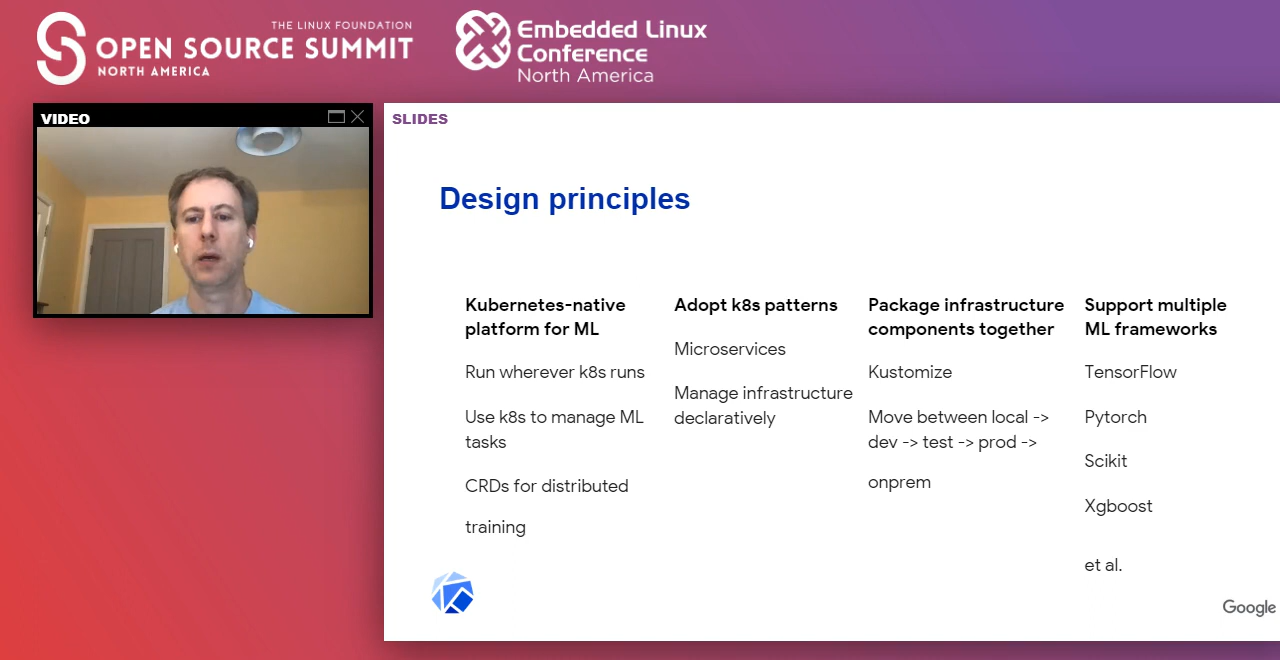 THE LINUX FOUNDATION
OPEN SOURCE SUMMIT
NORTH AMERICA
Embedded Linux
Conference
North America
VIDEO
SLIDES
Design principles
Kubernetes-native
platform for ML
Run wherever k8s runs
Use k8s to manage ML
tasks
CRDs for distributed
training
Adopt k8s patterns
Microservices
Manage infrastructure
declaratively
Package infrastructure
components together
Kustomize
Move between local ->
dev -> test -> prod ->
onprem
Support multiple
ML frameworks
TensorFlow
Pytorch
Scikit
Xgboost
et al.
Google